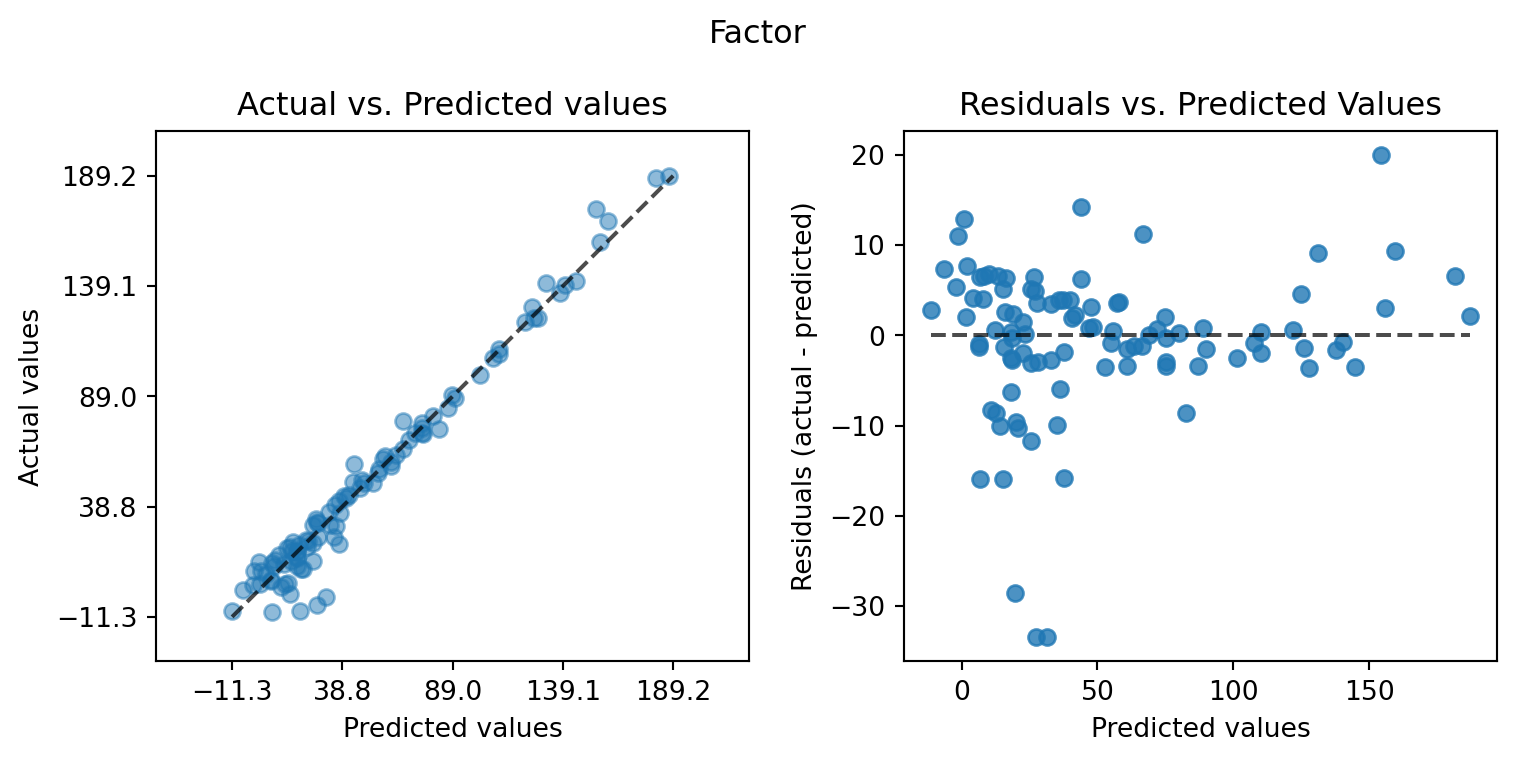 Factor
Actual vs. Predicted values
Actual values
189.2
139.1
89.0
38.8
−11.3
−11.3 38.8 89.0 139.1 189.2
Predicted values
Residuals vs. Predicted Values
Residuals (actual - predicted)
20
10
0
−10
−20
−30
0 50 100 150
Predicted values